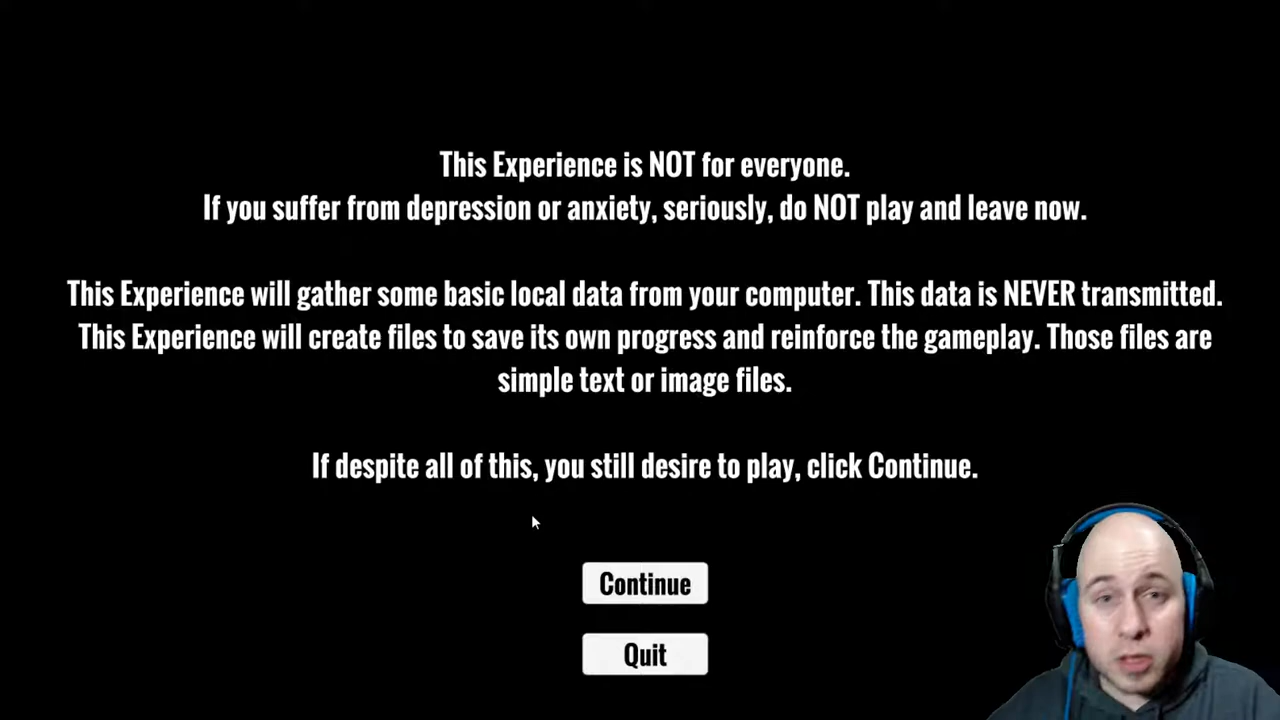 This Experience is NOT for everyone.
If you suffer from depression or anxiety, seriously, do NOT play and leave now.
This Experience will gather some basic local data from your computer. This data is NEVER transmitted.
This Experience will create files to save its own progress and reinforce the gameplay. Those files are
simple text or image files.
If despite all of this, you still desire to play, click Continue.
Continue
Quit